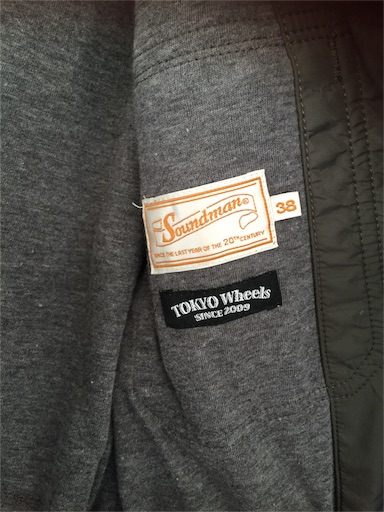 Soundman®
38
SINCE THE LAST YEAR OF THE 20TH CENTURY
TOKYO Wheels
SINCE 2009